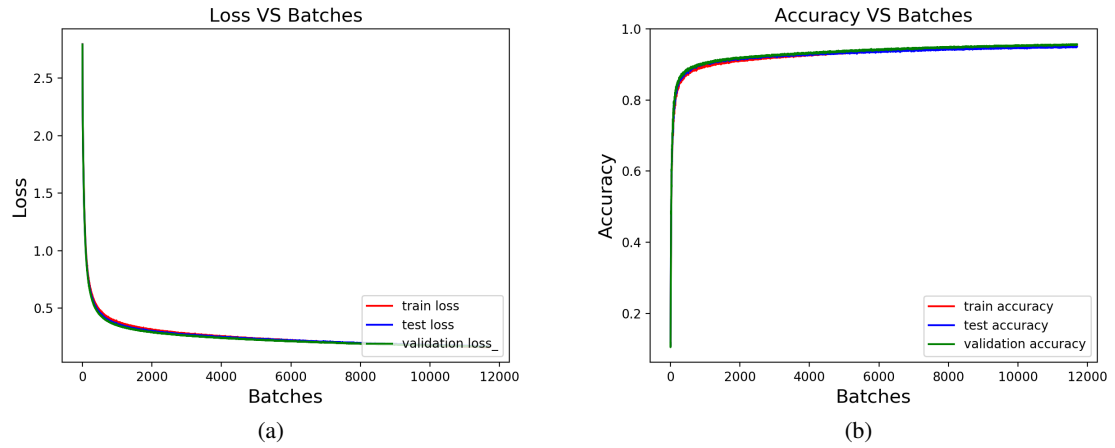 Loss VS Batches
2.5
2.0
1.5
1.0
0.5
Loss
train loss
test loss
validation loss_
0 2000 4000 6000 8000 10000 12000
Batches
(a)
Accuracy VS Batches
1.0
0.8
0.6
0.4
0.2
Accuracy
train accuracy
test accuracy
validation accuracy
0 2000 4000 6000 8000 10000 12000
Batches
(b)